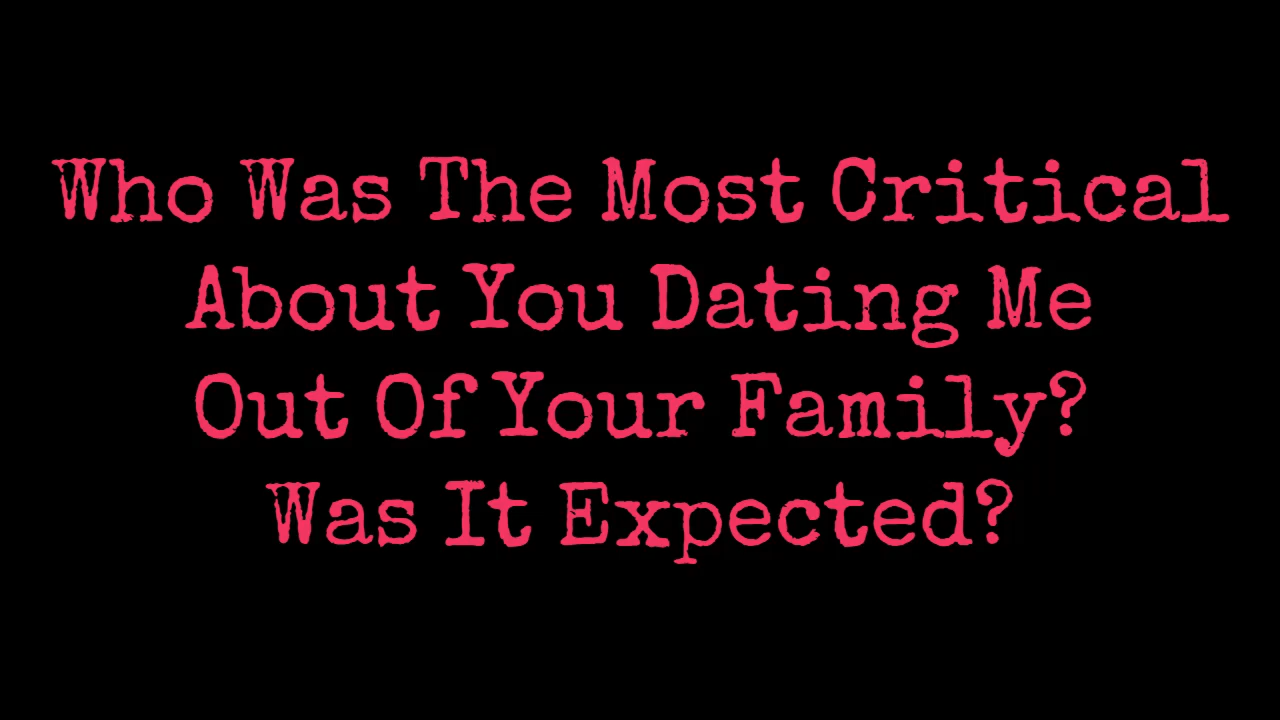 Who Was The Most Critical
About You Dating Me
Out Of Your Family?
Was It Expected?